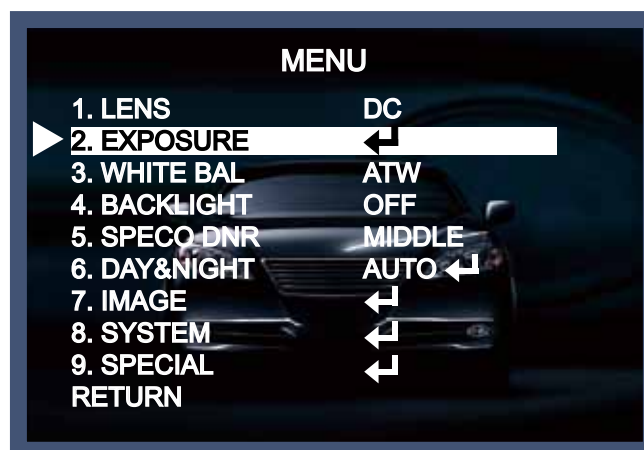 MENU
1. LENS DC
2. EXPOSURE ↵
3. WHITE BAL ATW
4. BACKLIGHT OFF
5. SPECO DNR MIDDLE
6. DAY&NIGHT AUTO ↵
7. IMAGE ↵
8. SYSTEM ↵
9. SPECIAL ↵
RETURN